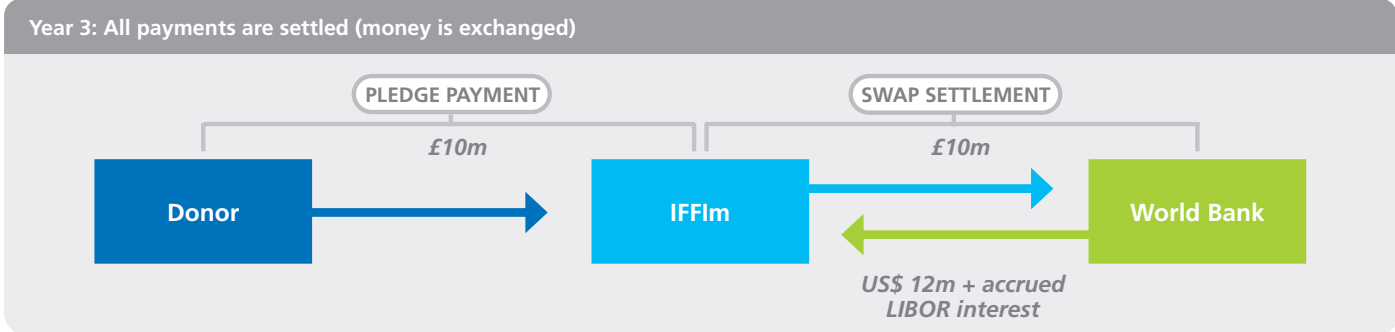 Year 3: All payments are settled (money is exchanged)
PLEDGE PAYMENT
SWAP SETTLEMENT
£10m
£10m
Donor
IFFIm
World Bank
US$ 12m + accrued
LIBOR interest